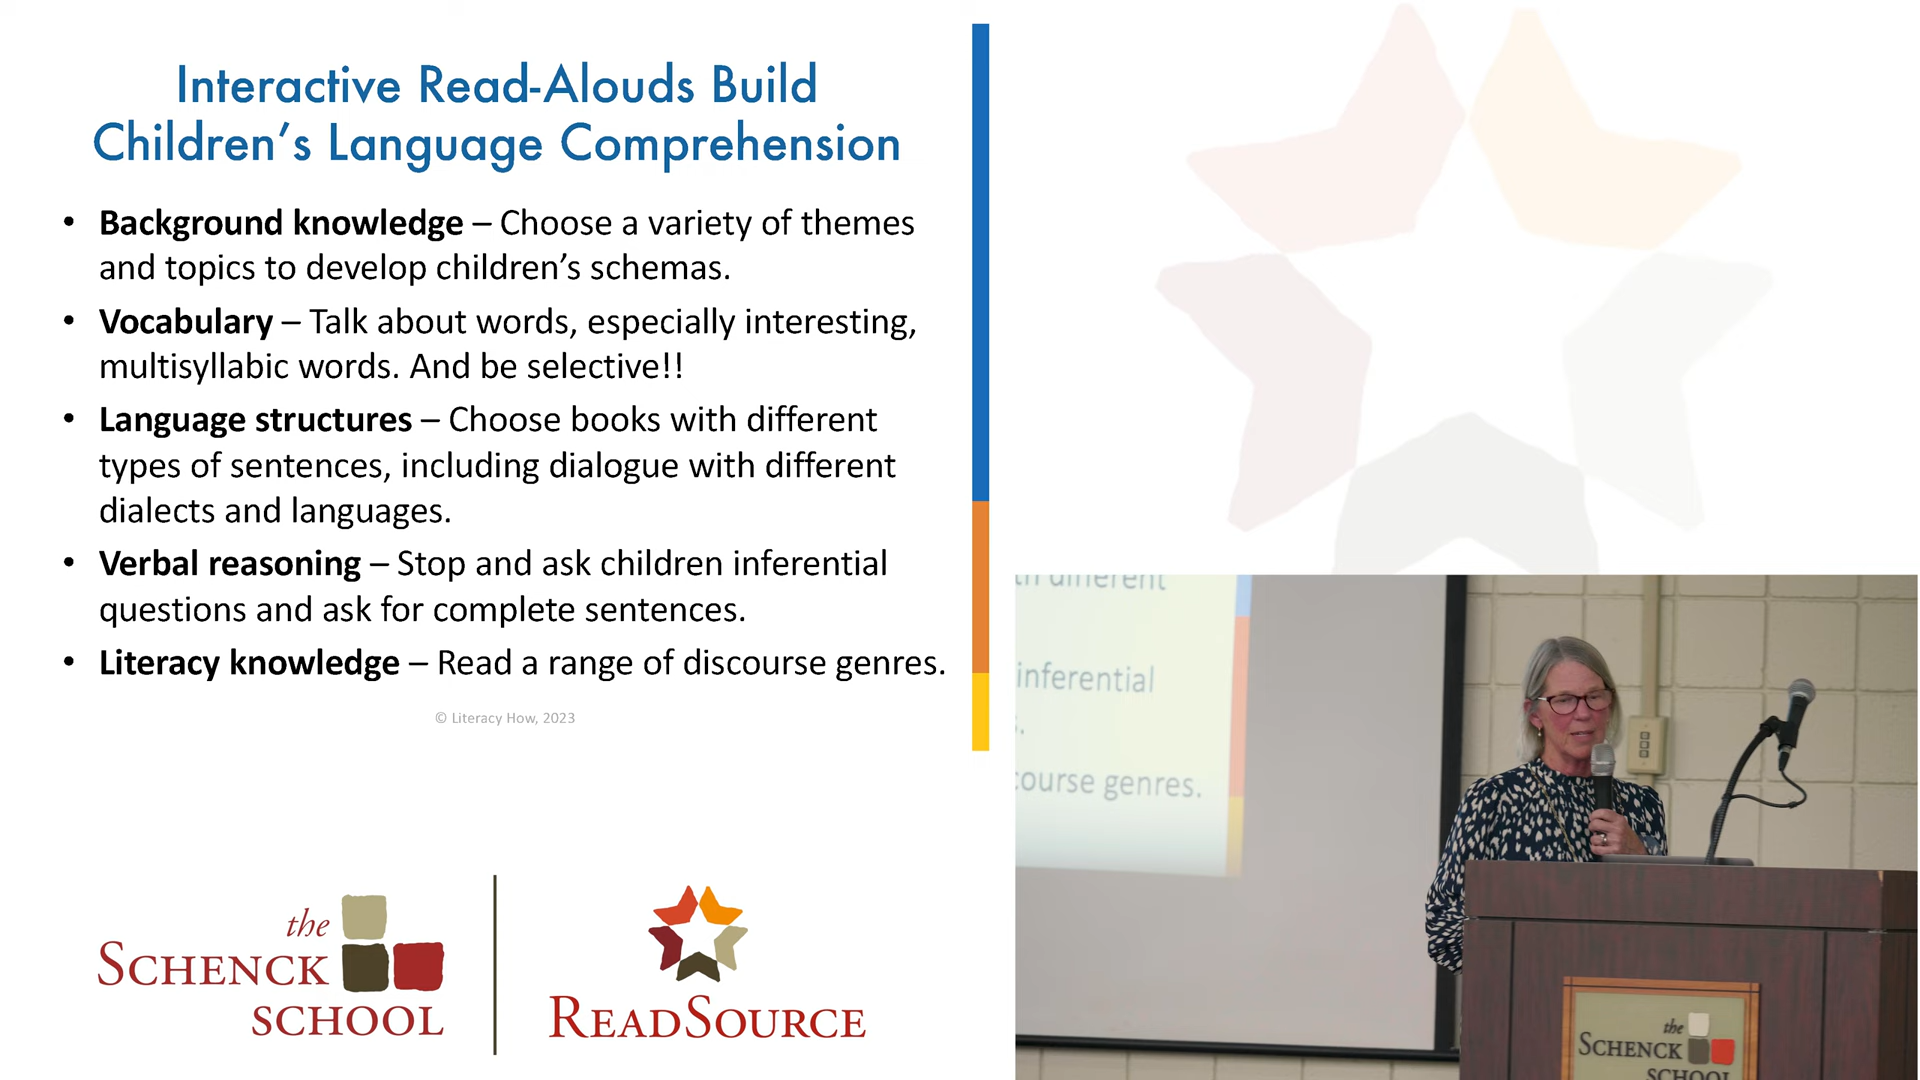 Interactive Read-Alouds Build
Children’s Language Comprehension
• Background knowledge – Choose a variety of themes
and topics to develop children’s schemas.
• Vocabulary – Talk about words, especially interesting,
multisyllabic words. And be selective!!
• Language structures – Choose books with different
types of sentences, including dialogue with different
dialects and languages.
• Verbal reasoning – Stop and ask children inferential
questions and ask for complete sentences.
• Literacy knowledge – Read a range of discourse genres.
© Literacy How, 2023
the
SCHENCK
SCHOOL
READSOURCE
different
inferential
course genres.
the
SCHENCK
SCHOOL